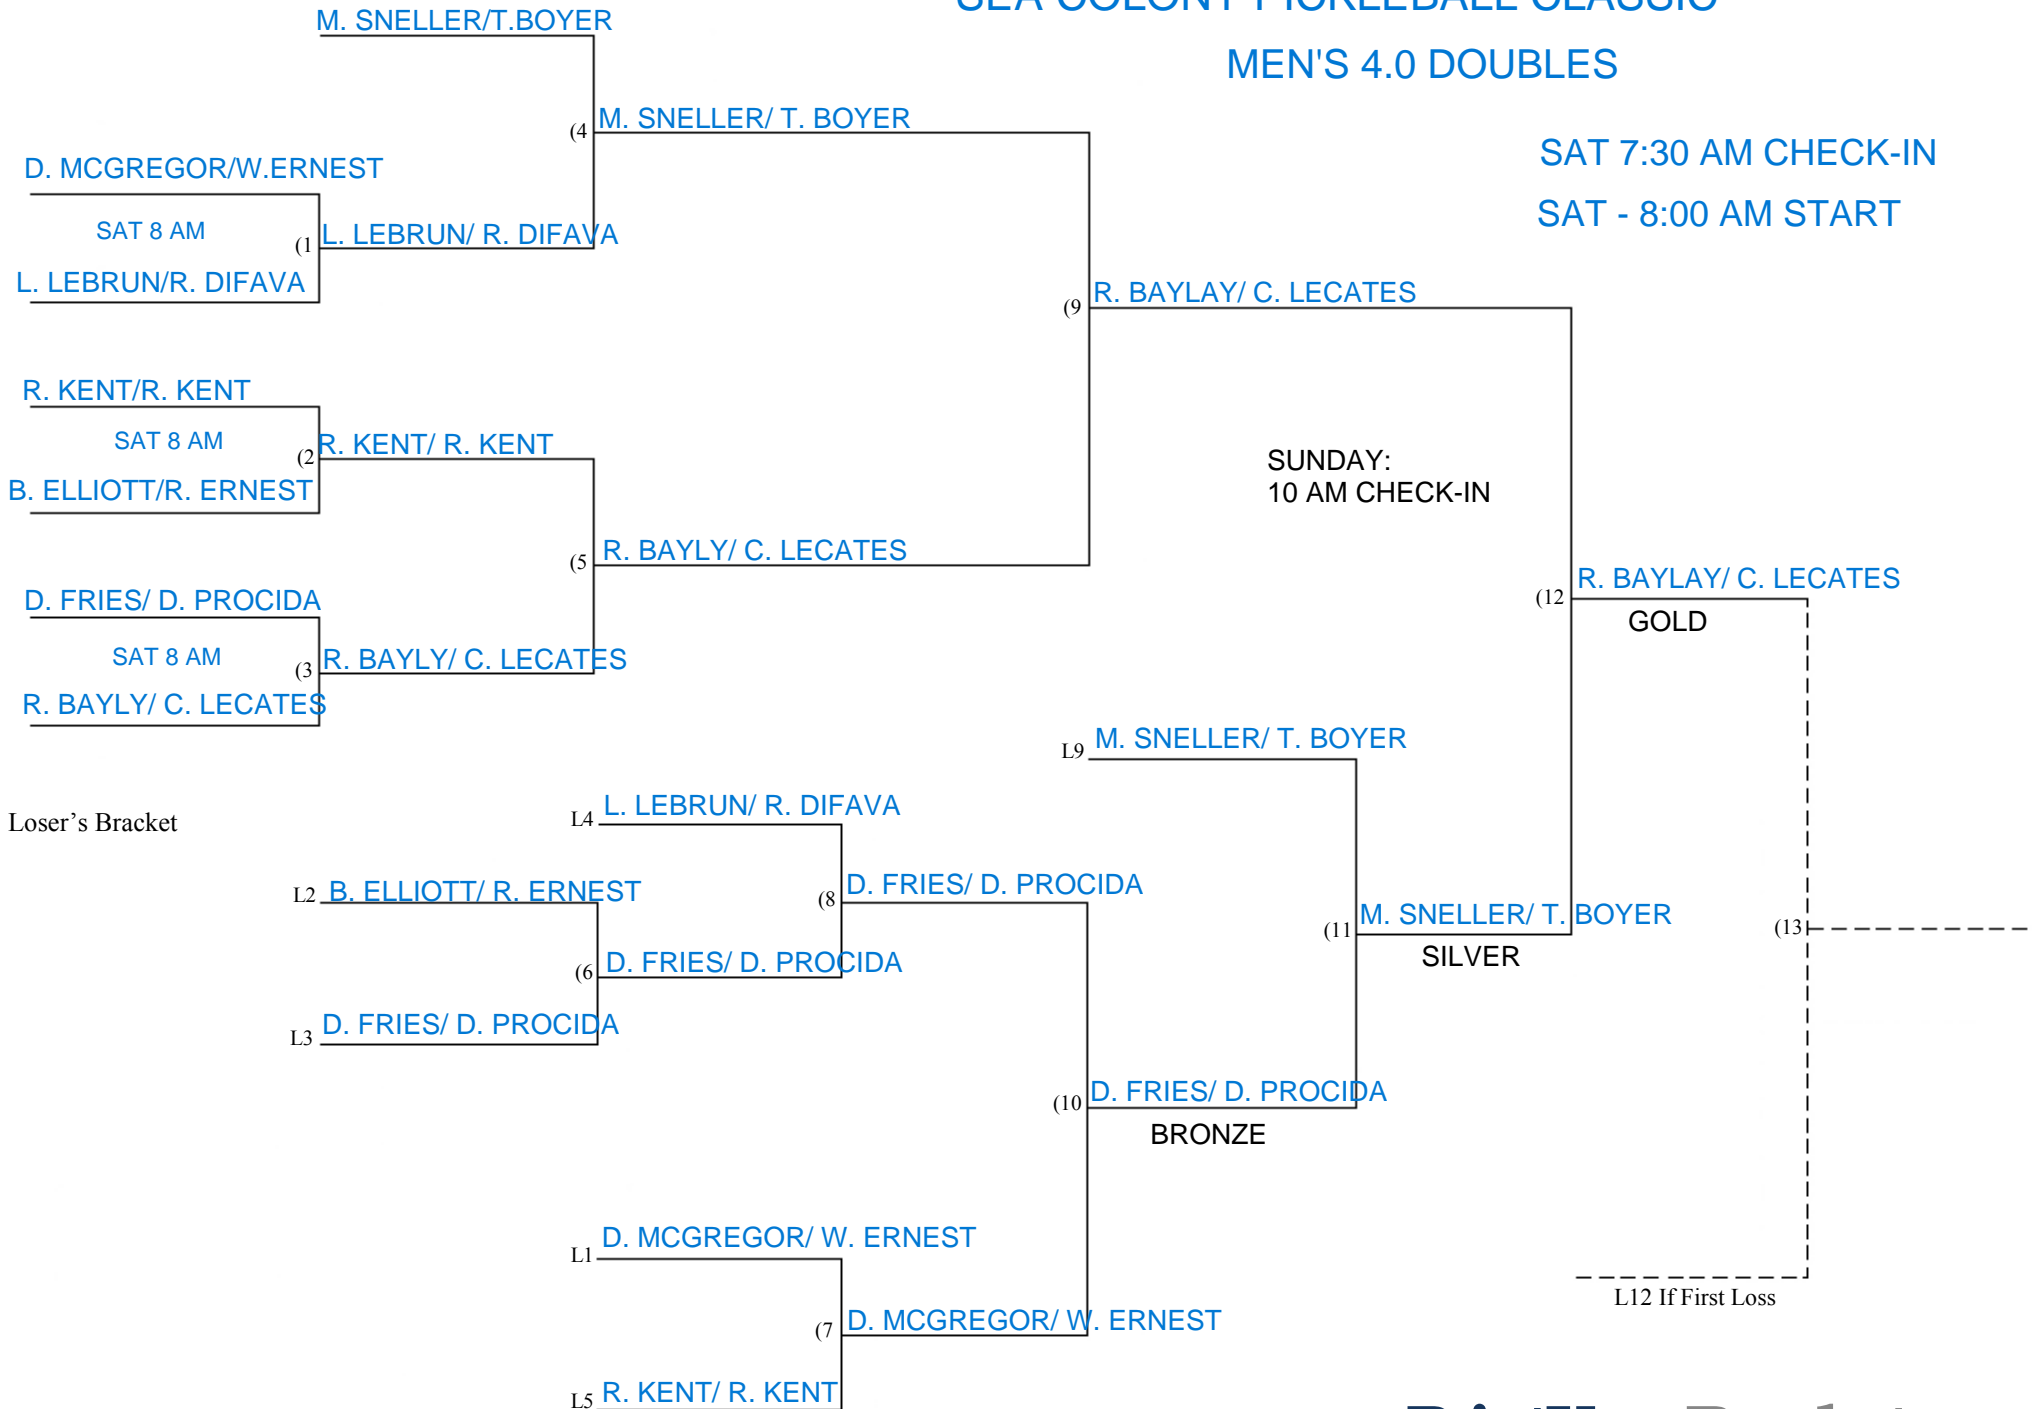 SEA COLONY PICKLEBALL CLASSIC
MEN'S 4.0 DOUBLES
SAT 7:30 AM CHECK-IN
SAT - 8:00 AM START
M. SNELLER/T.BOYER
(4 M. SNELLER/ T. BOYER
D. MCGREGOR/W.ERNEST
SAT 8 AM
(1 L. LEBRUN/ R. DIFAVA
L. LEBRUN/R. DIFAVA
(9 R. BAYLAY/ C. LECATES
R. KENT/R. KENT
SAT 8 AM
(2 R. KENT/ R. KENT
B. ELLIOTT/R. ERNEST
SUNDAY:
10 AM CHECK-IN
(5 R. BAYLY/ C. LECATES
D. FRIES/ D. PROCIDA
SAT 8 AM
(3 R. BAYLY/ C. LECATES
R. BAYLY/ C. LECATES
(12 R. BAYLAY/ C. LECATES
GOLD
L9 M. SNELLER/ T. BOYER
Loser’s Bracket
L4 L. LEBRUN/ R. DIFAVA
L2 B. ELLIOTT/ R. ERNEST
(8 D. FRIES/ D. PROCIDA
(11 M. SNELLER/ T. BOYER
SILVER
(13
(6 D. FRIES/ D. PROCIDA
L3 D. FRIES/ D. PROCIDA
(10 D. FRIES/ D. PROCIDA
BRONZE
L1 D. MCGREGOR/ W. ERNEST
L12 If First Loss
(7 D. MCGREGOR/ W. ERNEST
L5 R. KENT/ R. KENT